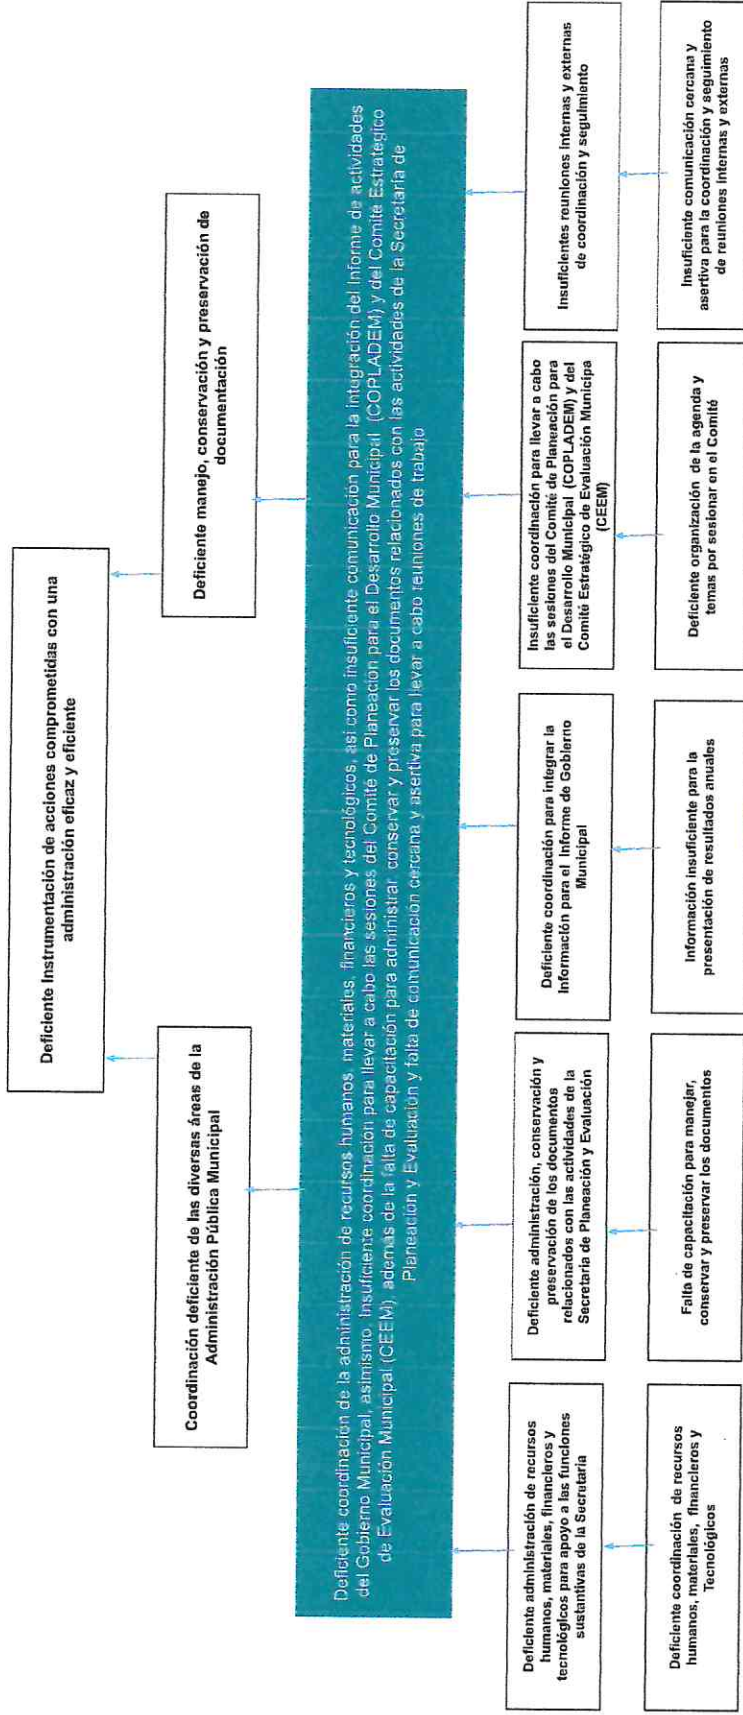 Deficiente Instrumentación de acciones comprometidas con una
administración eficaz y eficiente
Coordinación deficiente de las diversas áreas de la
Administración Pública Municipal
Deficiente manejo, conservación y preservación de
documentación
Deficiente coordinación de la administración de recursos humanos, materiales, financieros y tecnológicos, así como insuficiente comunicación para la integración del Informe de actividades
del Gobierno Municipal, asimismo, Insuficiente coordinación para llevar a cabo las sesiones del Comité de Planeación para el Desarrollo Municipal (COPLADEM) y del Comité Estratégico
de Evaluación Municipal (CEEM), además de la falta de capacitación para administrar, conservar y preservar los documentos relacionados con las actividades de la Secretaría de
Planeación y Evaluación y falta de comunicación cercana y asertiva para llevar a cabo reuniones de trabajo
Deficiente administración de recursos
humanos, materiales, financieros y
tecnológicos para apoyo a las funciones
sustantivas de la Secretaría
Deficiente administración, conservación y
preservación de los documentos
relacionados con las actividades de la
Secretaría de Planeación y Evaluación
Deficiente coordinación para integrar la
Información para el Informe de Gobierno
Municipal
Insuficiente coordinación para llevar a cabo
las sesiones del Comité de Planeación para
el Desarrollo Municipal (COPLADEM) y del
Comité Estratégico de Evaluación Municipa
(CEEM)
Insuficientes reuniones internas y externas
de coordinación y seguimiento
Deficiente coordinación de recursos
humanos, materiales, financieros y
Tecnológicos
Falta de capacitación para manejar,
conservar y preservar los documentos
Información insuficiente para la
presentación de resultados anuales
Deficiente organización de la agenda y
temas por sesionar en el Comité
Insuficiente comunicación cercana y
asertiva para la coordinación y seguimiento
de reuniones internas y externas